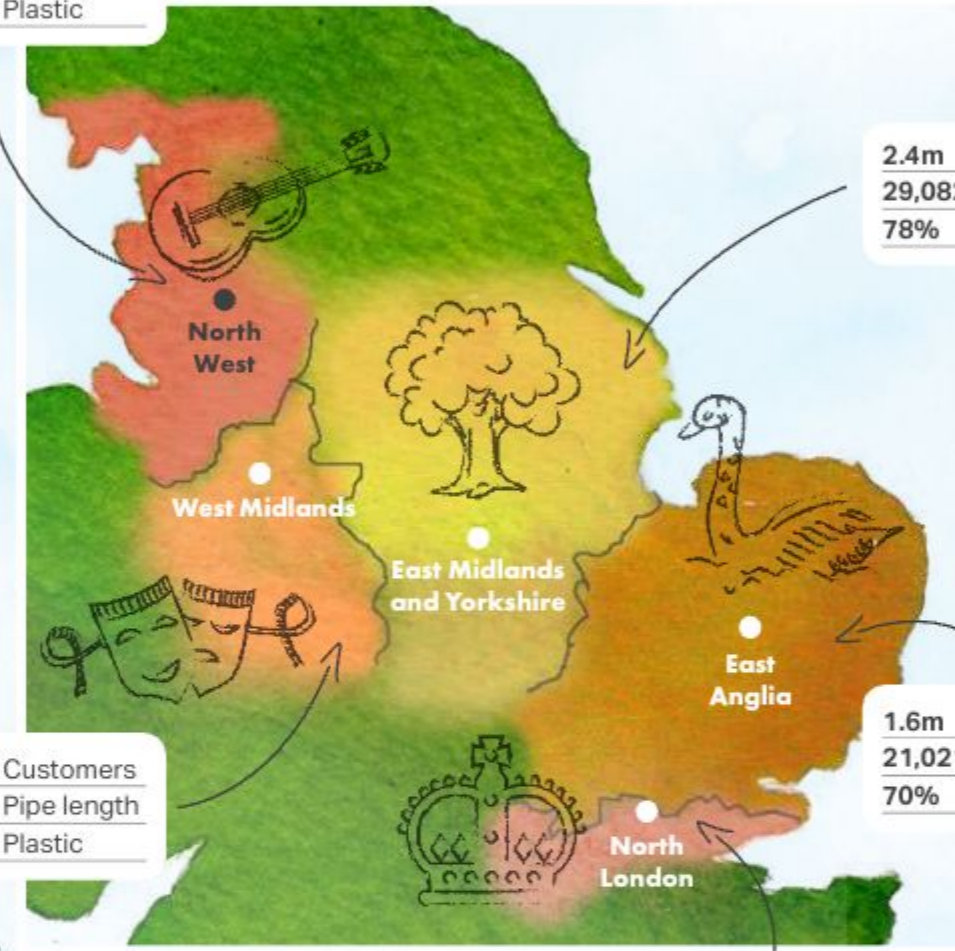 Plastic
2.4m
29,082
78%
North
West
West Midlands
East Midlands
and Yorkshire
East
Anglia
1.6m
21,02
70%
Customers
Pipe length
Plastic
North
London